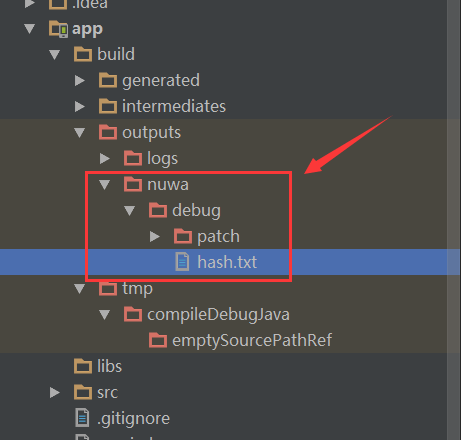 .idea
app
build
generated
intermediates
outputs
logs
nuwa
debug
patch
hash.txt
tmp
compileDebugJava
emptySourcePathRef
libs
src
.gitignore